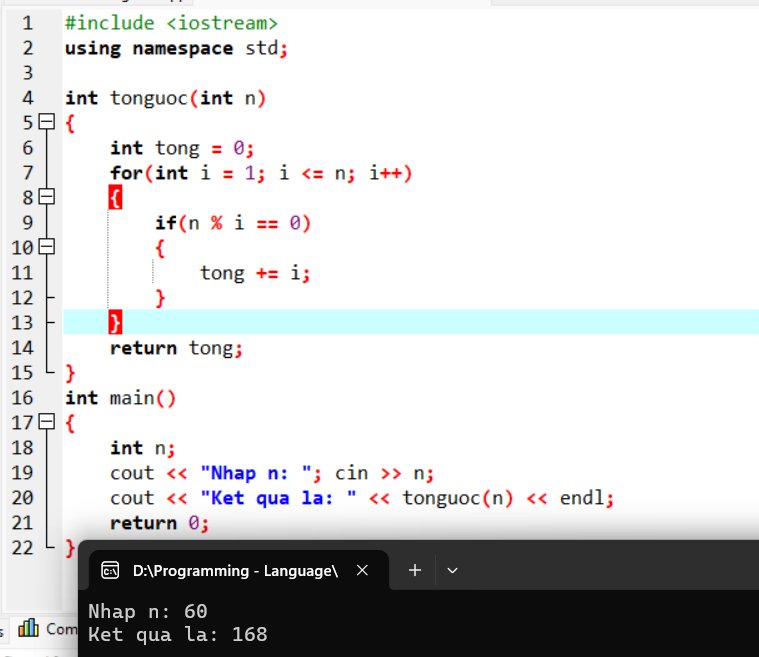 1 #include <iostream>
2 using namespace std;
3
4 int tonguoc(int n)
5 {
6 int tong = 0;
7 for(int i = 1; i <= n; i++)
8 {
9 if(n % i == 0)
10 {
11 tong += i;
12 }
13 }
14 return tong;
15 }
16 int main()
17 {
18 int n;
19 cout << "Nhap n: "; cin >> n;
20 cout << "Ket qua la: " << tonguoc(n) << endl;
21 return 0;
22 }
D:\Programming - Language\
Nhap n: 60
Ket qua la: 168
Com